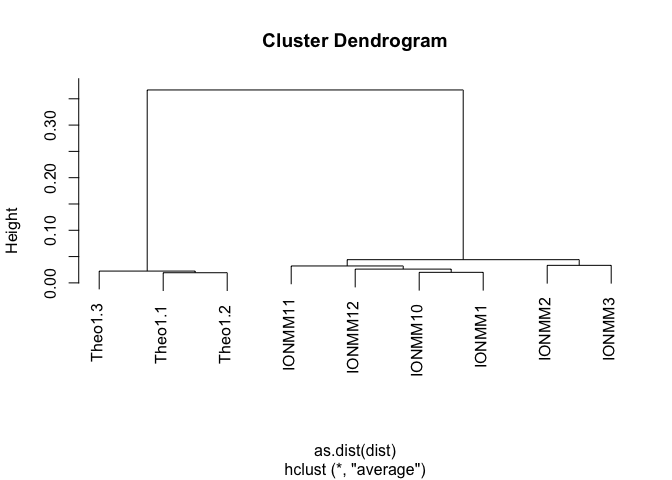 Cluster Dendrogram
Height
0.30
0.20
0.10
0.00
Theo1.3
Theo1.1
Theo1.2
IONMM11
IONMM12
IONMM10
IONMM1
IONMM2
IONMM3
as.dist(dist)
hclust (*, "average")